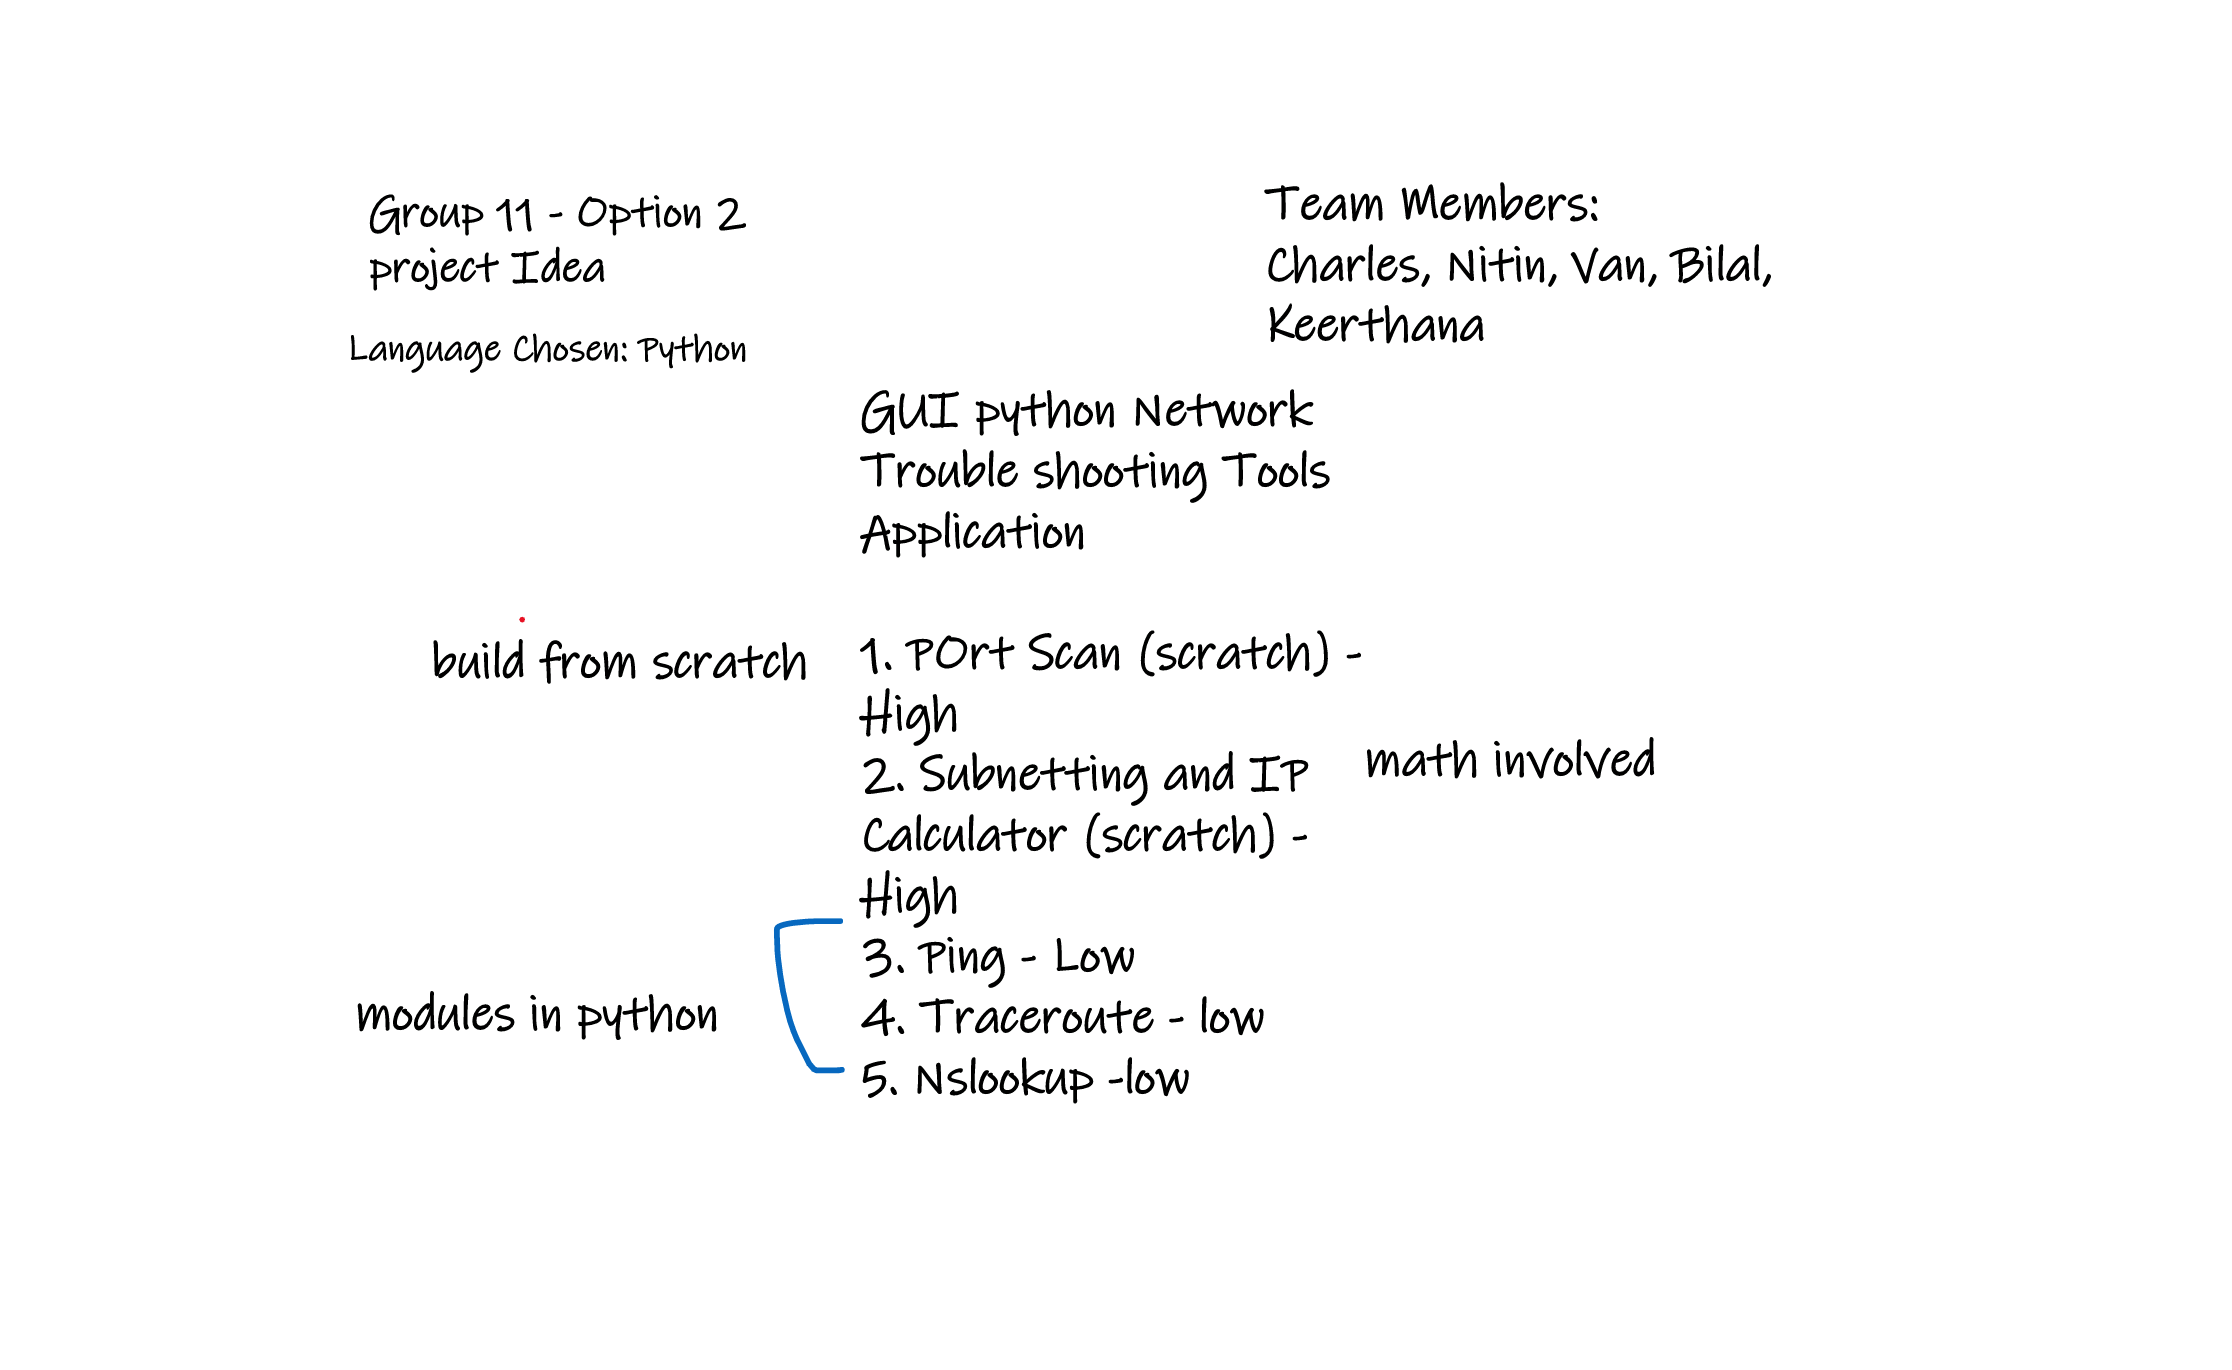 Group 11 - Option 2
project Idea
Language Chosen: Python
Team Members:
Charles, Nitin, Van, Bilal,
Keerthana
GUI python Network
Trouble shooting Tools
Application
build from scratch
1. POrt Scan (scratch) -
High
2. Subnetting and IP
Calculator (scratch) -
High
math involved
modules in python
3. Ping - Low
4. Traceroute - low
5. Nslookup -low